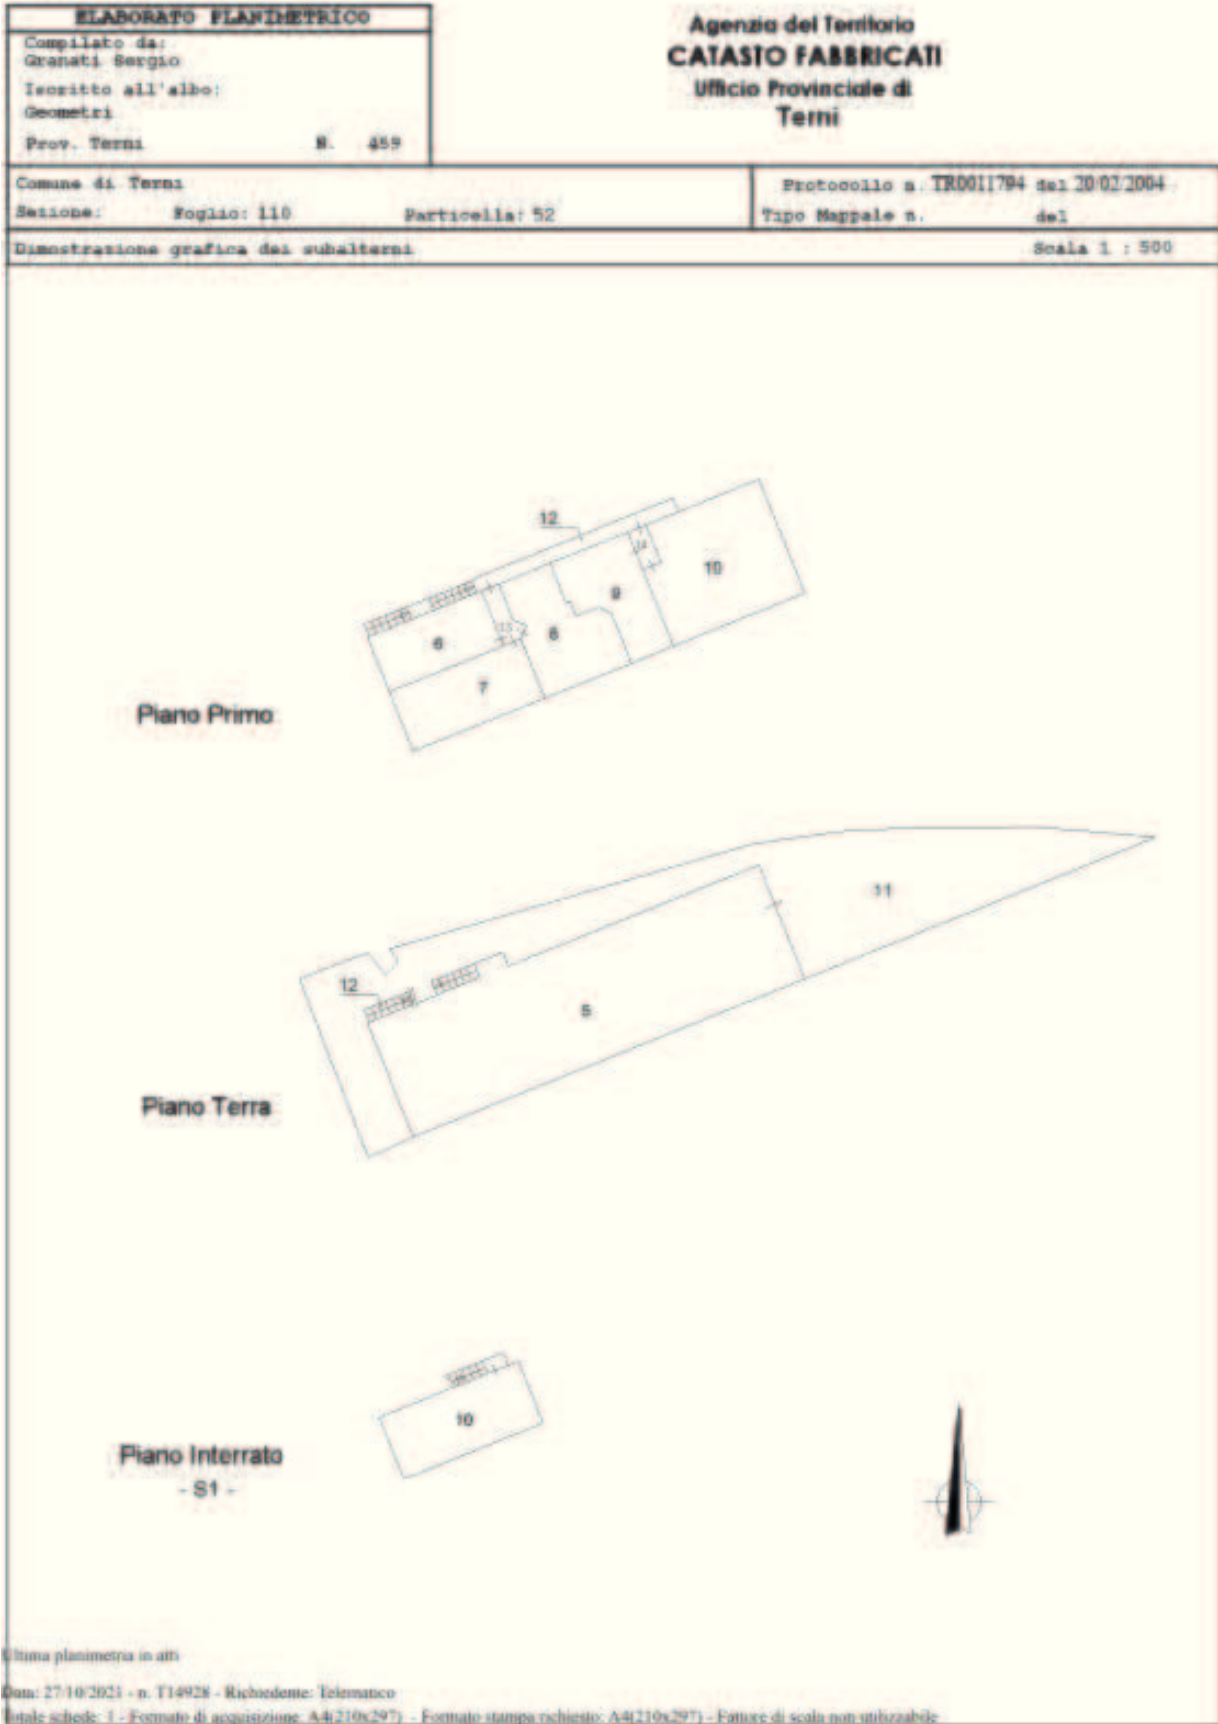 ELABORATO PLANIMETRICO
Compilato da:
Granati Sergio
Iscritto all'albo:
Geometri
Prov. Terni N. 459
Agenzia del Territorio
CATASTO FABBRICATI
Ufficio Provinciale di
Terni
Comune di Terni
Sezione: Foglio: 110 Particella: 52
Protocollo n. TR0011794 del 20/02/2004
Tipo Mappale n. del
Dimostrazione grafica dei subalterni Scala 1 : 500
12
10
9
8
6
7
Piano Primo
11
12
5
Piano Terra
10
Piano Interrato
- S1 -
Ultima planimetria in atti
Data: 27/10/2021 - n. T14928 - Richiedente: Telematico
Totale schede: 1 - Formato di acquisizione: A4(210x297) - Formato stampa richiesto: A4(210x297) - Fattore di scala non utilizzabile